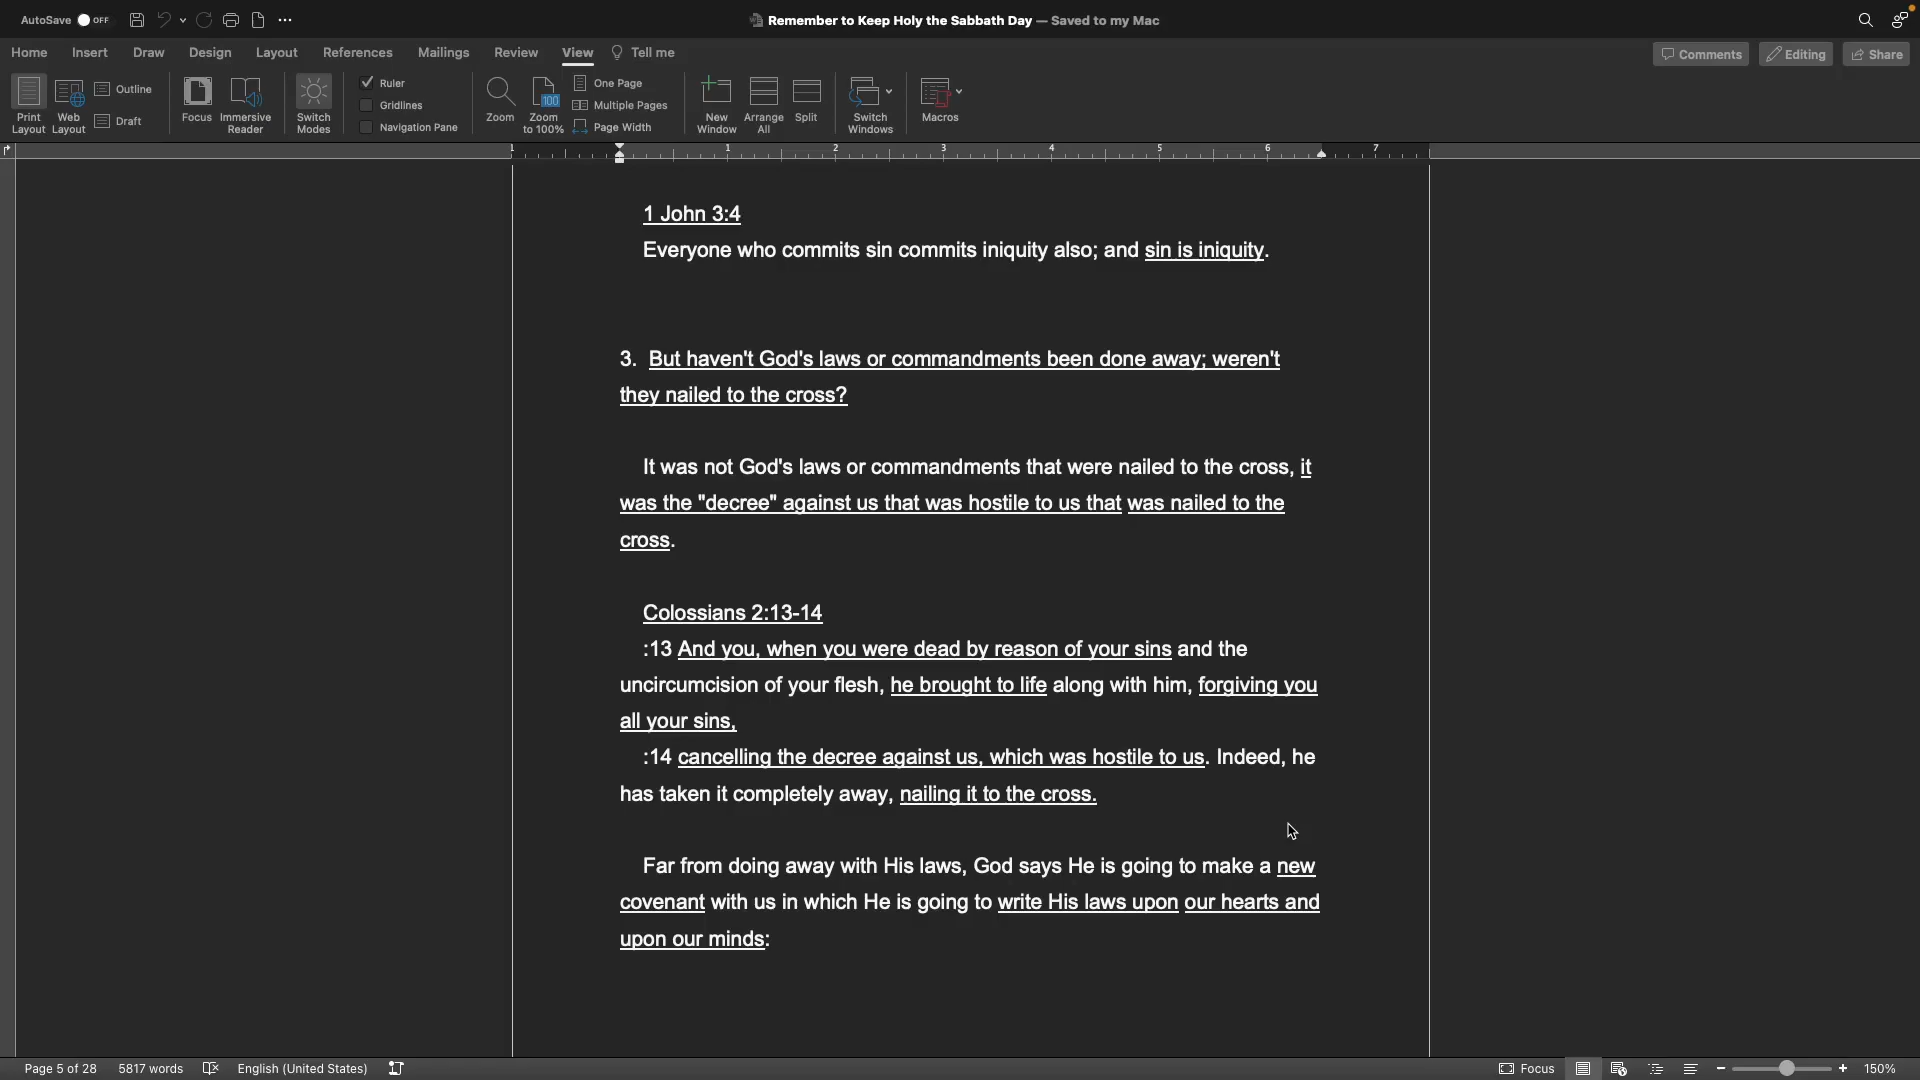 AutoSave OFF
Remember to Keep Holy the Sabbath Day — Saved to my Mac
Home Insert Draw Design Layout References Mailings Review View Tell me
Comments Editing Share
Print Layout
Web Layout
Outline
Draft
Focus
Immersive Reader
Switch Modes
Ruler
Gridlines
Navigation Pane
Zoom
100
Zoom to 100%
One Page
Multiple Pages
Page Width
New Window
Arrange All
Split
Switch Windows
Macros
1 1 2 3 4 5 6 7
1 John 3:4
Everyone who commits sin commits iniquity also; and sin is iniquity.
3. But haven't God's laws or commandments been done away; weren't
they nailed to the cross?
It was not God's laws or commandments that were nailed to the cross, it
was the "decree" against us that was hostile to us that was nailed to the
cross.
Colossians 2:13-14
:13 And you, when you were dead by reason of your sins and the
uncircumcision of your flesh, he brought to life along with him, forgiving you
all your sins,
:14 cancelling the decree against us, which was hostile to us. Indeed, he
has taken it completely away, nailing it to the cross.
Far from doing away with His laws, God says He is going to make a new
covenant with us in which He is going to write His laws upon our hearts and
upon our minds:
Page 5 of 28 5817 words English (United States) Focus 150%